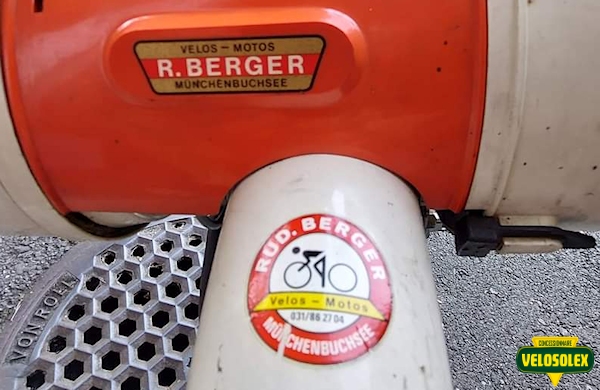 VELOS – MOTOS
R. BERGER
MÜNCHENBUCHSEE
RUD. BERGER
Velos – Motos
031/86 27 04
MÜNCHENBUCHSEE
VON ROLL
CONCESSIONNAIRE
VELOSOLEX